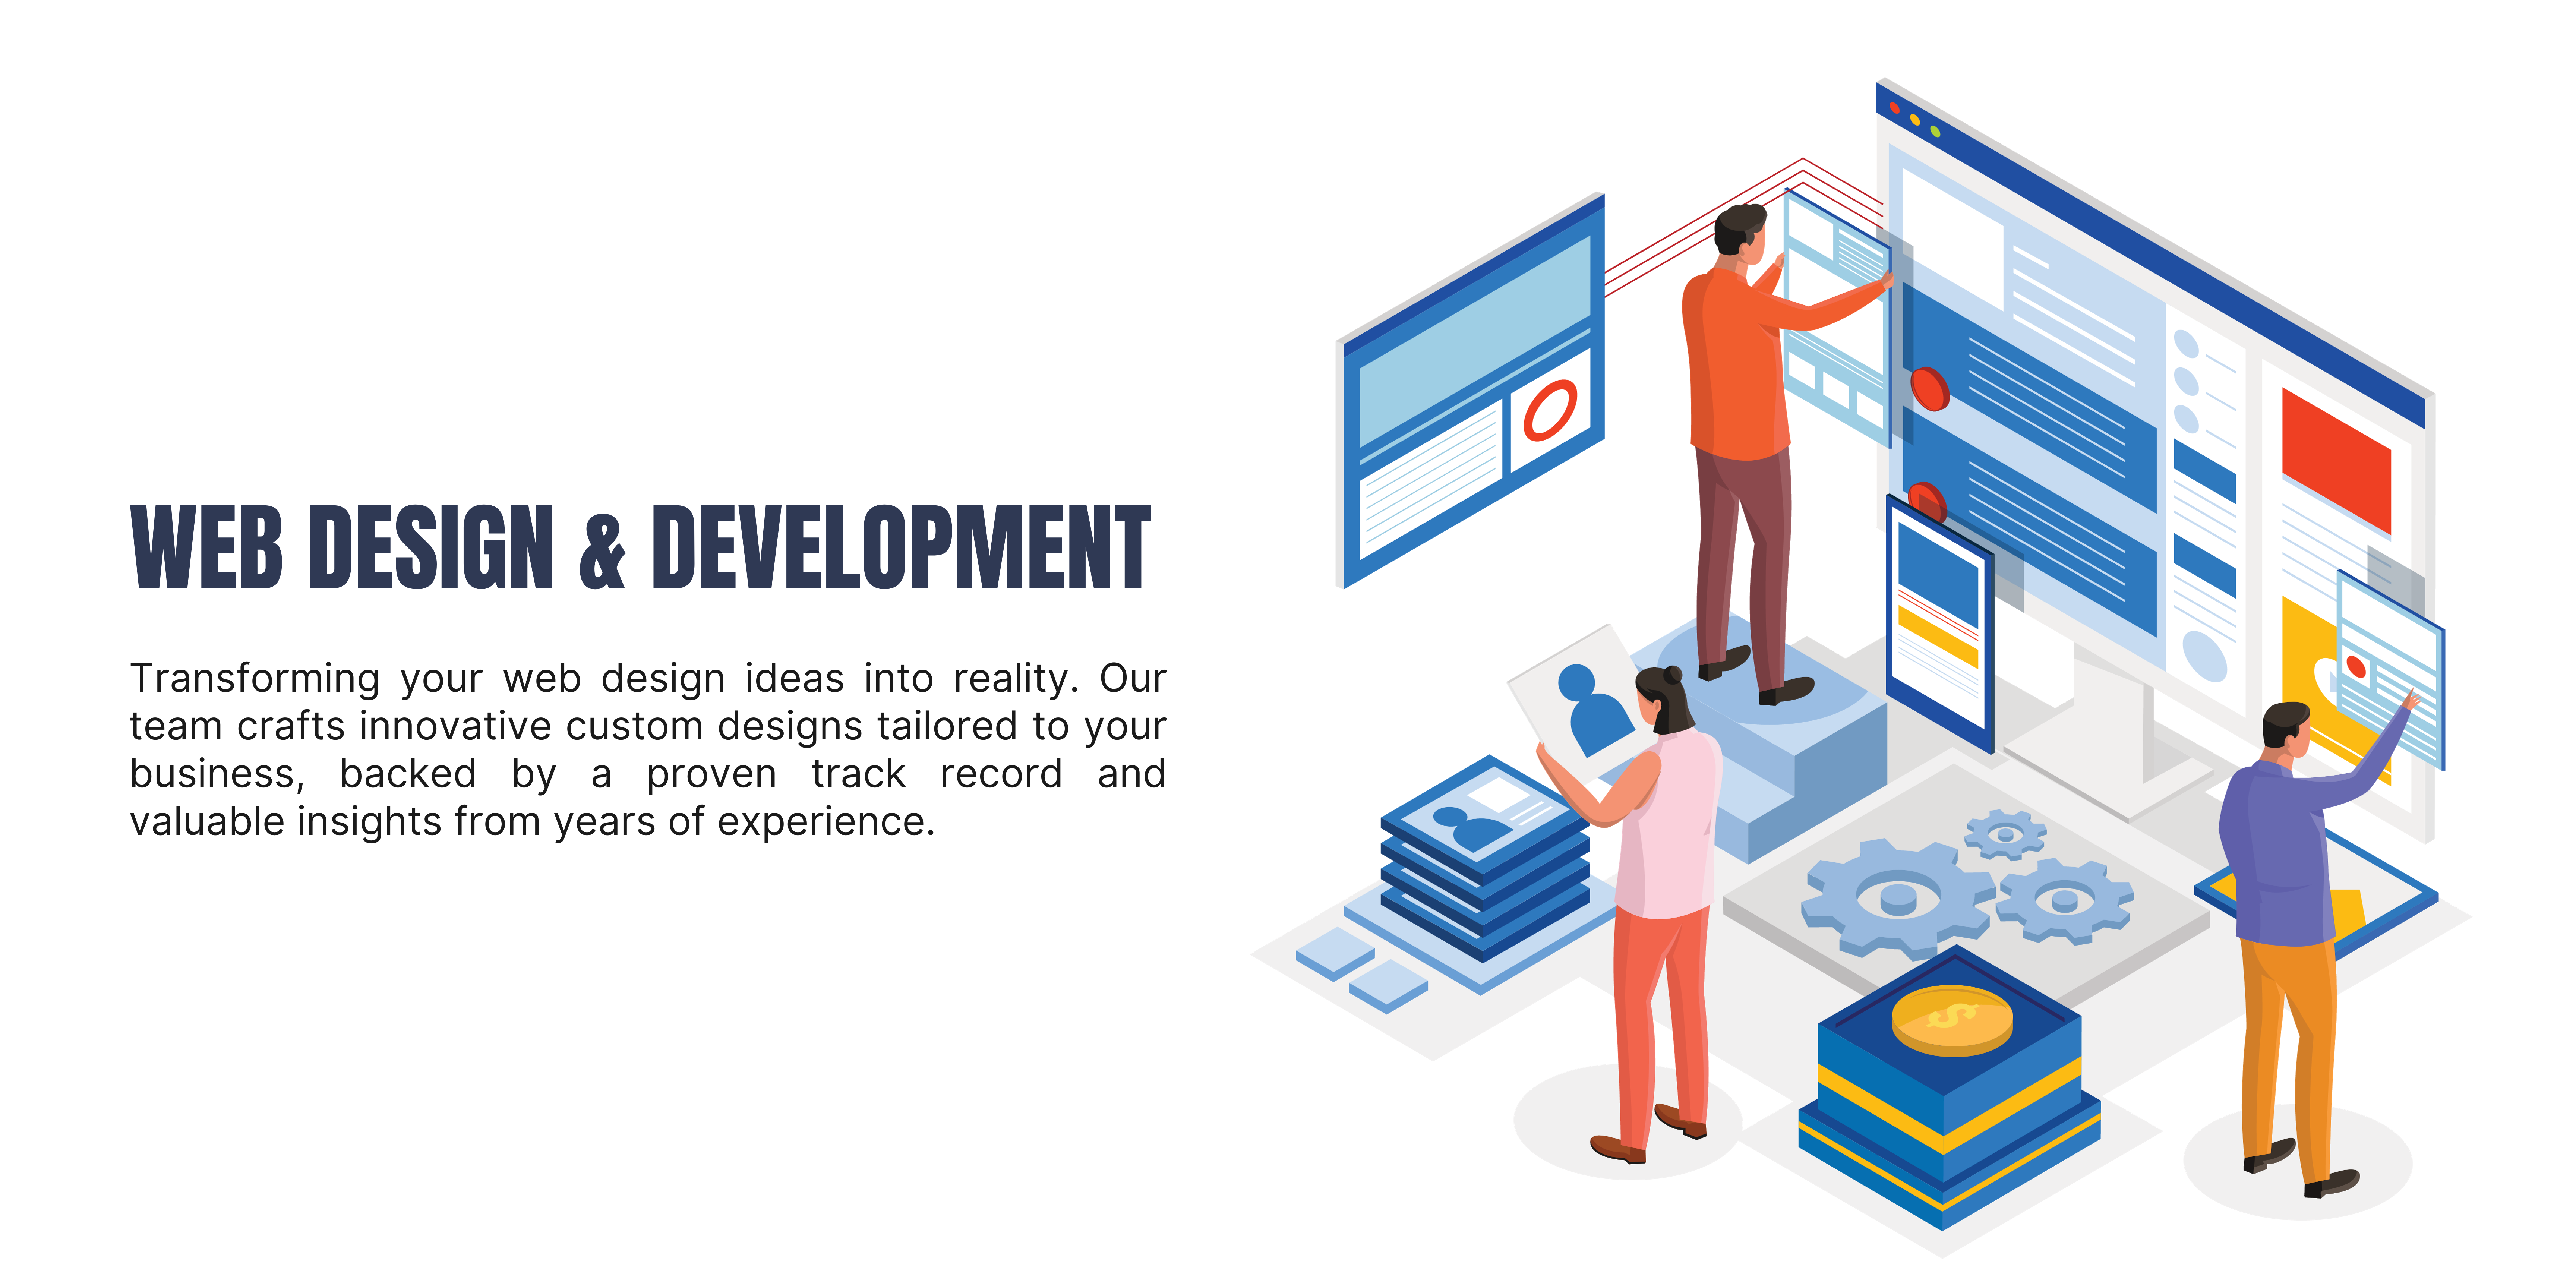 WEB DESIGN & DEVELOPMENT
Transforming your web design ideas into reality. Our
team crafts innovative custom designs tailored to your
business, backed by a proven track record and
valuable insights from years of experience.
$